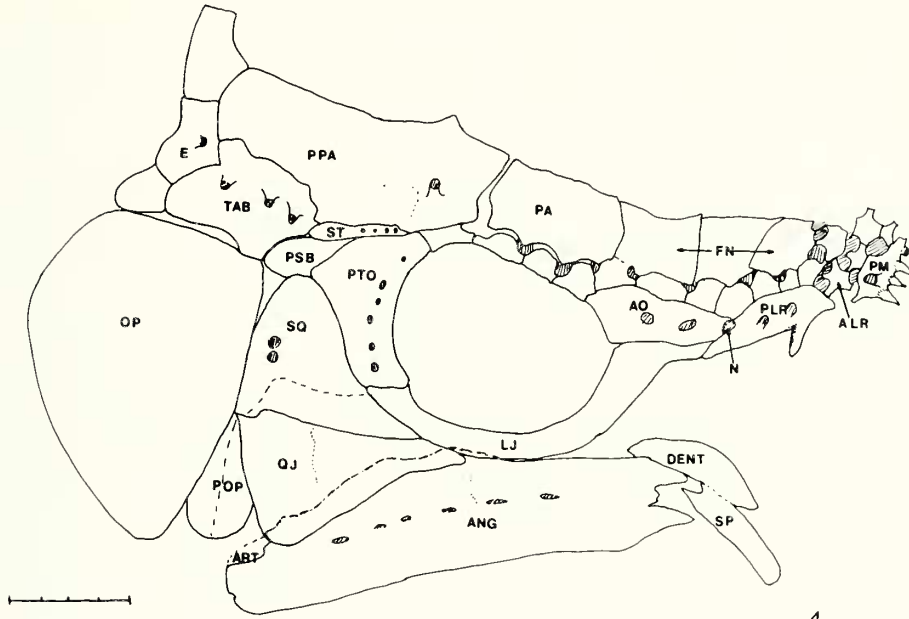 E
PPA
TAB
PA
ST
PSB
PTO
FN
PM
OP
SQ
AO
PLR
ALR
N
LJ
QJ
DENT
POP
ANG
SP
ART
4